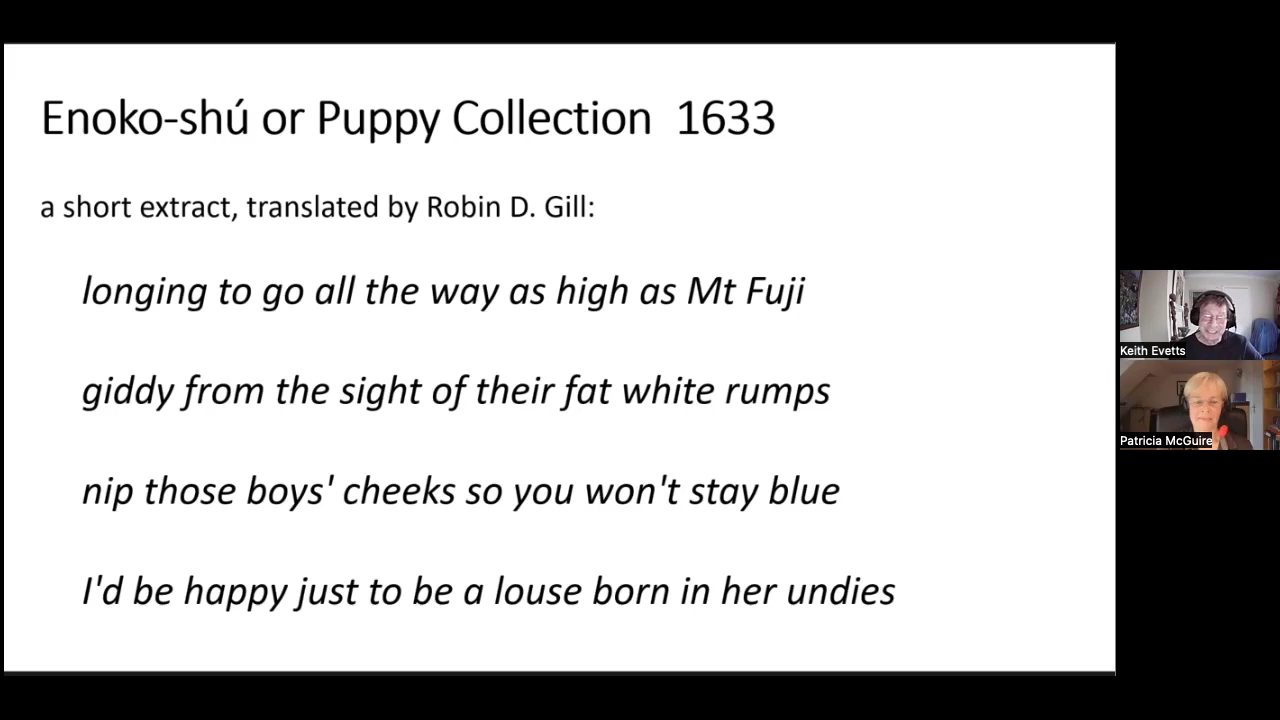 Enoko-shú or Puppy Collection 1633
a short extract, translated by Robin D. Gill:
longing to go all the way as high as Mt Fuji
giddy from the sight of their fat white rumps
nip those boys' cheeks so you won't stay blue
I'd be happy just to be a louse born in her undies
Keith Evetts
Patricia McGuire